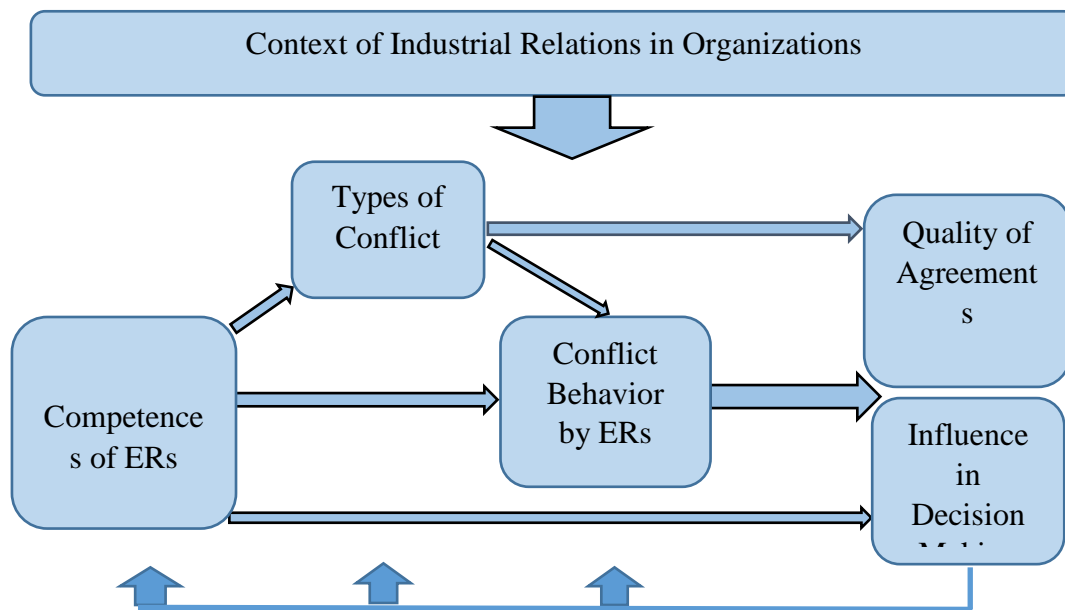 Context of Industrial Relations in Organizations
Types of
Conflict
Quality of
Agreement
s
Conflict
Behavior
by ERs
Competence
s of ERs
Influence
in
Decision